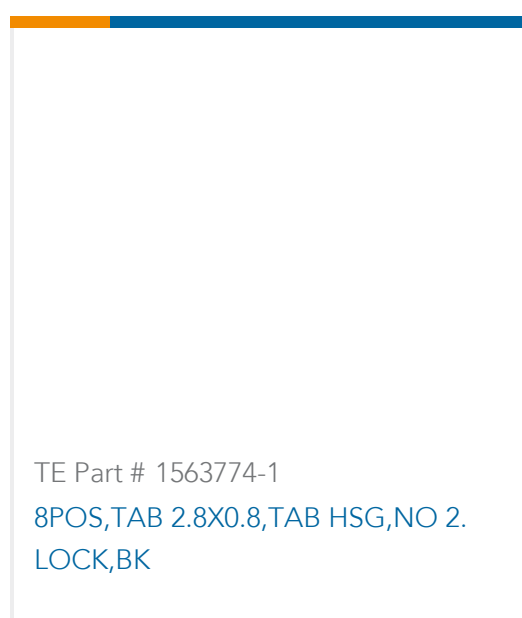 TE Part # 1563774-1
8POS,TAB 2.8X0.8,TAB HSG,NO 2.
LOCK,BK